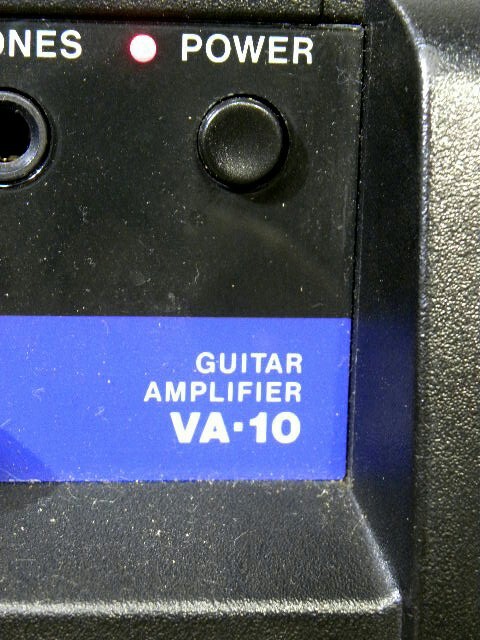 ONES POWER
GUITAR
AMPLIFIER
VA·10